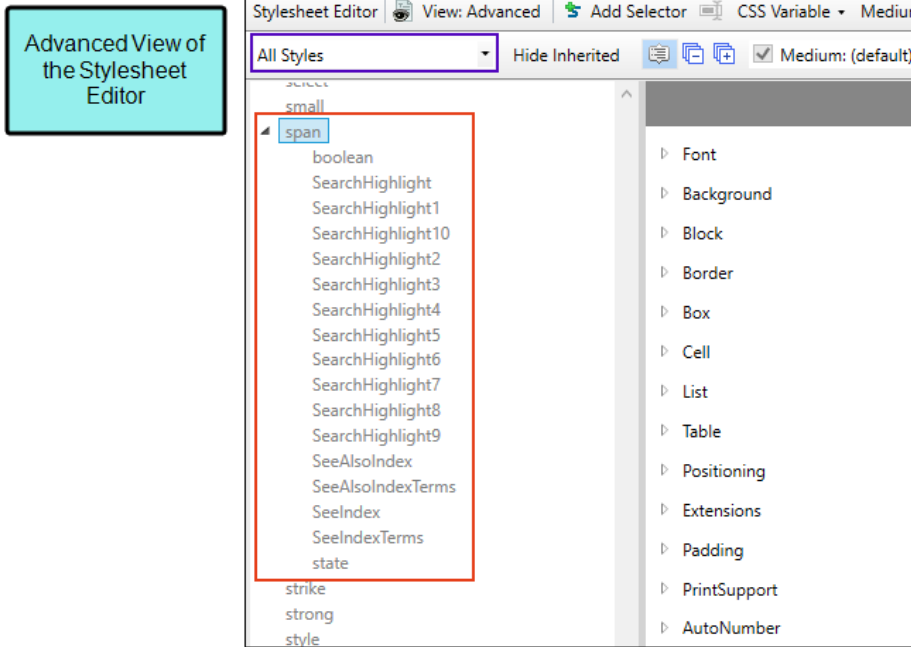 Advanced View of
the Stylesheet
Editor
Stylesheet Editor View: Advanced Add Selector CSS Variable Medium
All Styles Hide Inherited Medium: (default)
select
small
span
boolean
SearchHighlight
SearchHighlight1
SearchHighlight10
SearchHighlight2
SearchHighlight3
SearchHighlight4
SearchHighlight5
SearchHighlight6
SearchHighlight7
SearchHighlight8
SearchHighlight9
SeeAlsoIndex
SeeAlsoIndexTerms
SeeIndex
SeeIndexTerms
state
strike
strong
style
Font
Background
Block
Border
Box
Cell
List
Table
Positioning
Extensions
Padding
PrintSupport
AutoNumber